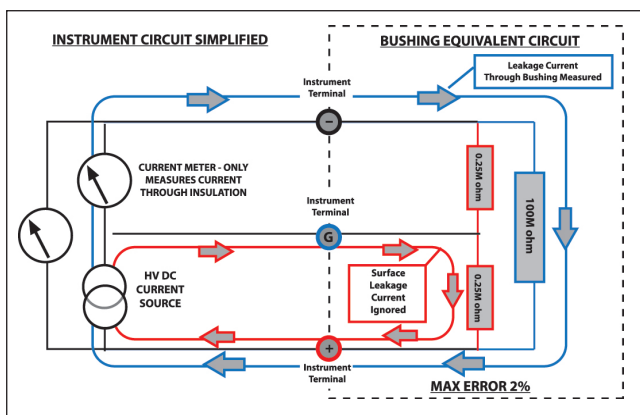 INSTRUMENT CIRCUIT SIMPLIFIED
BUSHING EQUIVALENT CIRCUIT
Leakage Current
Through Bushing Measured
Instrument
Terminal
−
CURRENT METER - ONLY
MEASURES CURRENT
THROUGH INSULATION
0.25M ohm
100M ohm
Instrument
Terminal
G
HV DC
CURRENT
SOURCE
Surface
Leakage
Current
Ignored
0.25M ohm
+
Instrument
Terminal
MAX ERROR 2%